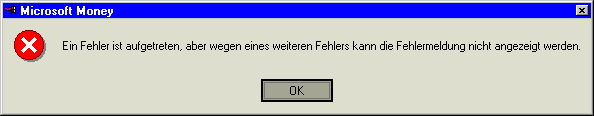 Microsoft Money
Ein Fehler ist aufgetreten, aber wegen eines weiteren Fehlers kann die Fehlermeldung nicht angezeigt werden.
OK